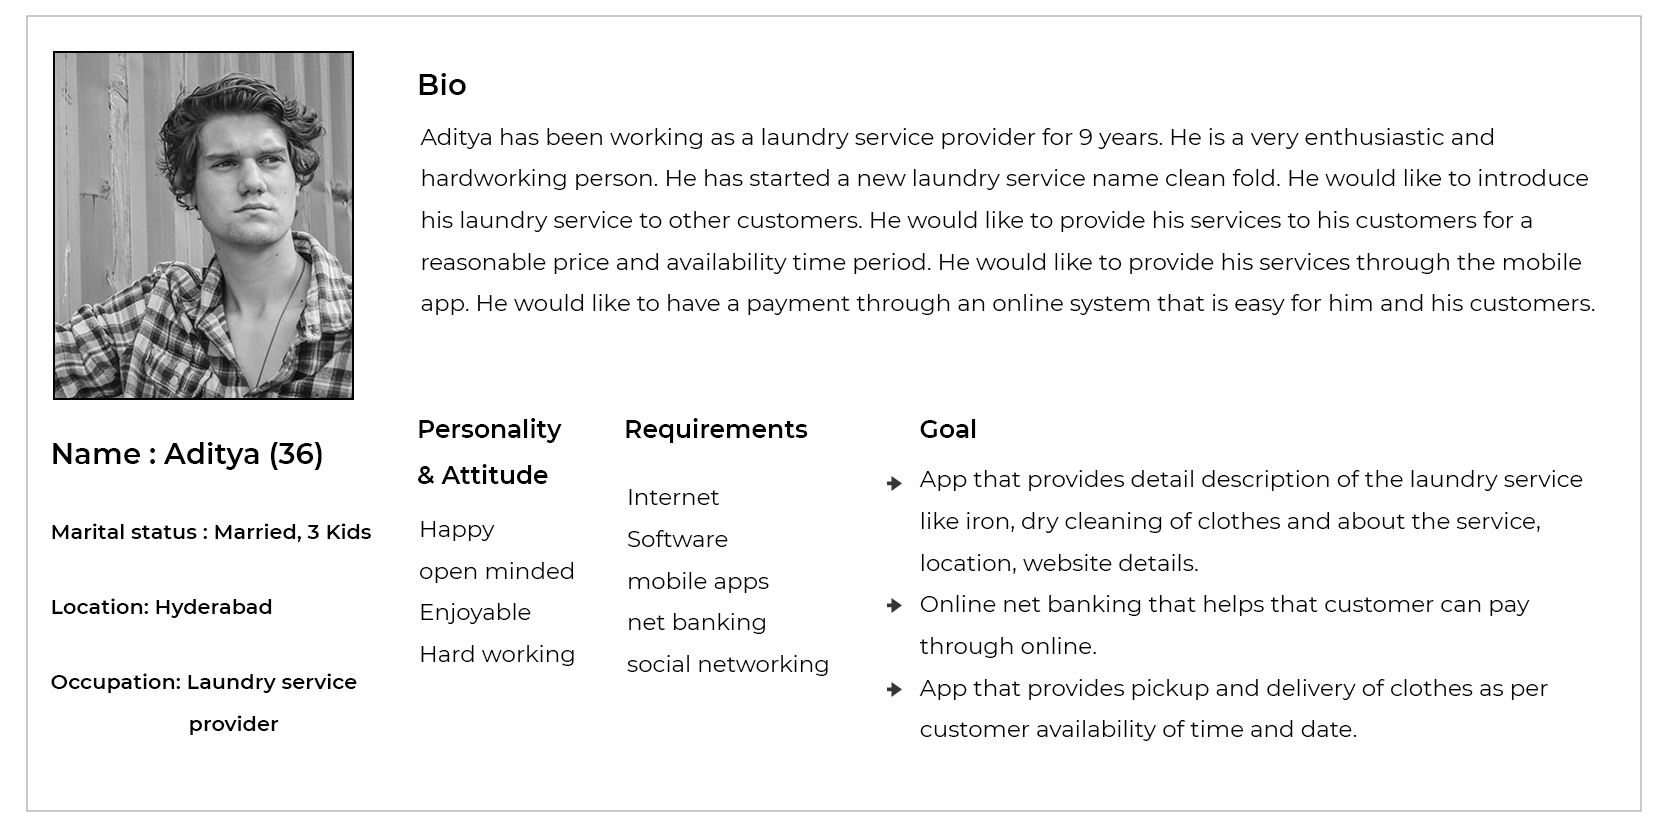 Bio
Aditya has been working as a laundry service provider for 9 years. He is a very enthusiastic and
hardworking person. He has started a new laundry service name clean fold. He would like to introduce
his laundry service to other customers. He would like to provide his services to his customers for a
reasonable price and availability time period. He would like to provide his services through the mobile
app. He would like to have a payment through an online system that is easy for him and his customers.
Name : Aditya (36)
Marital status : Married, 3 Kids
Location: Hyderabad
Occupation: Laundry service
provider
Personality
& Attitude
Happy
open minded
Enjoyable
Hard working
Requirements
Internet
Software
mobile apps
net banking
social networking
Goal
App that provides detail description of the laundry service
like iron, dry cleaning of clothes and about the service,
location, website details.
Online net banking that helps that customer can pay
through online.
App that provides pickup and delivery of clothes as per
customer availability of time and date.